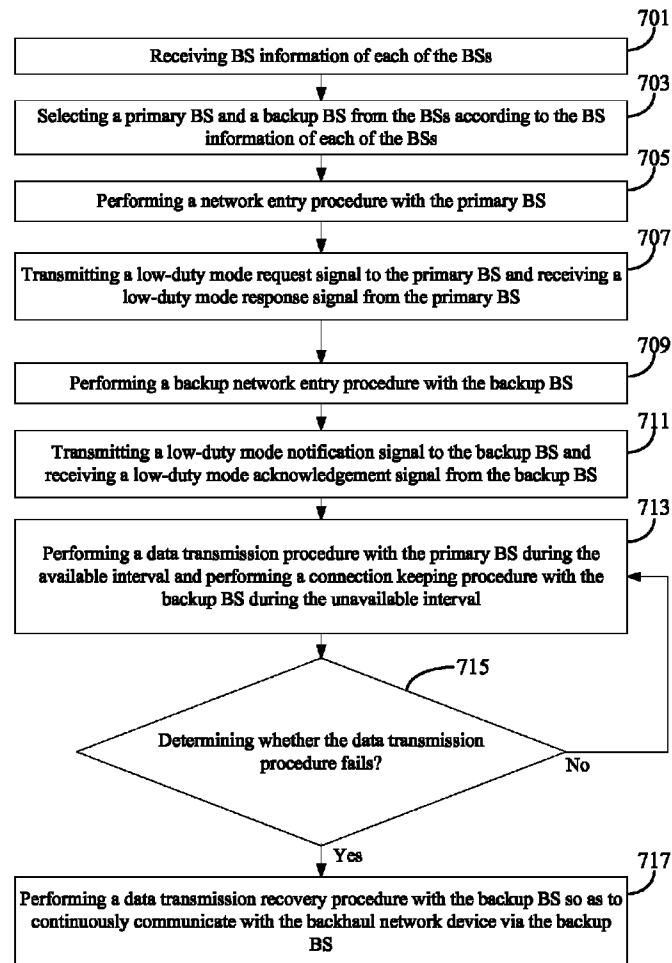 701
Receiving BS information of each of the BSs
703
Selecting a primary BS and a backup BS from the BSs according to the BS
information of each of the BSs
705
Performing a network entry procedure with the primary BS
707
Transmitting a low-duty mode request signal to the primary BS and receiving a
low-duty mode response signal from the primary BS
709
Performing a backup network entry procedure with the backup BS
711
Transmitting a low-duty mode notification signal to the backup BS and
receiving a low-duty mode acknowledgement signal from the backup BS
713
Performing a data transmission procedure with the primary BS during the
available interval and performing a connection keeping procedure with the
backup BS during the unavailable interval
715
Determining whether the data transmission
procedure fails?
No
Yes
717
Performing a data transmission recovery procedure with the backup BS so as to
continuously communicate with the backhaul network device via the backup
BS